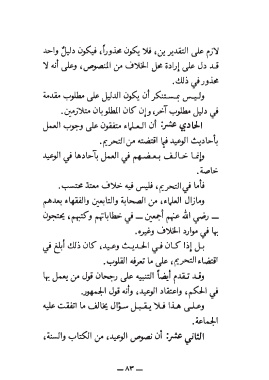 لازم على التقديرين، فلا يكون محذوراً، فيكون دليلٌ واحد
قد دل على إرادة محل الخلاف من المنصوص، وعلى أنه لا
محذور في ذلك.
وليس بمستنكر أن يكون الدليل على مطلوب مقدمة
في دليل مطلوب آخر، وإن كان المطلوبان متلازمين.
الحادي عشر: أن العلماء متفقون على وجوب العمل
بأحاديث الوعيد فيما اقتضته من التحريم.
وإنما خالف بعضهم في العمل بآحادها في الوعيد
خاصة.
فأما في التحريم، فليس فيه خلاف معتدّ محتسب.
ومازال العلماء، من الصحابة والتابعين والفقهاء بعدهم
ــ رضي الله عنهم أجمعين ــ في خطاباتهم وكتبهم، يحتجون
بها في موارد الخلاف وغيره.
بل إذا كان في الحديث وعيد، كان ذلك أبلغ في
اقتضاء التحريم، على ما تعرفه القلوب.
وقد تقدم أيضاً التنبيه على رجحان قول من يعمل بها
في الحكم، واعتقاد الوعيد، وأنه قول الجمهور.
وعلى هذا فلا يقبل سؤال يخالف ما اتفقت عليه
الجماعة.
الثاني عشر: أن نصوص الوعيد، من الكتاب والسنة،
ــ ٨٣ ــ